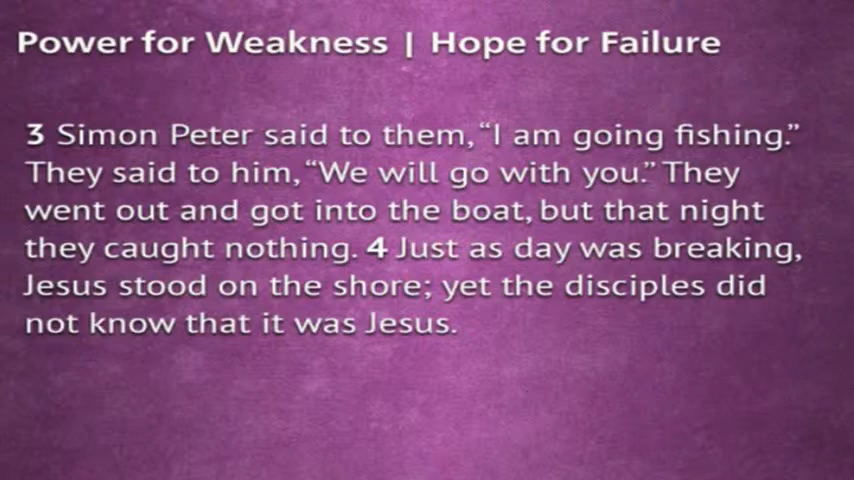 Power for Weakness | Hope for Failure
3 Simon Peter said to them, “I am going fishing.”
They said to him, “We will go with you.” They
went out and got into the boat, but that night
they caught nothing. 4 Just as day was breaking,
Jesus stood on the shore; yet the disciples did
not know that it was Jesus.